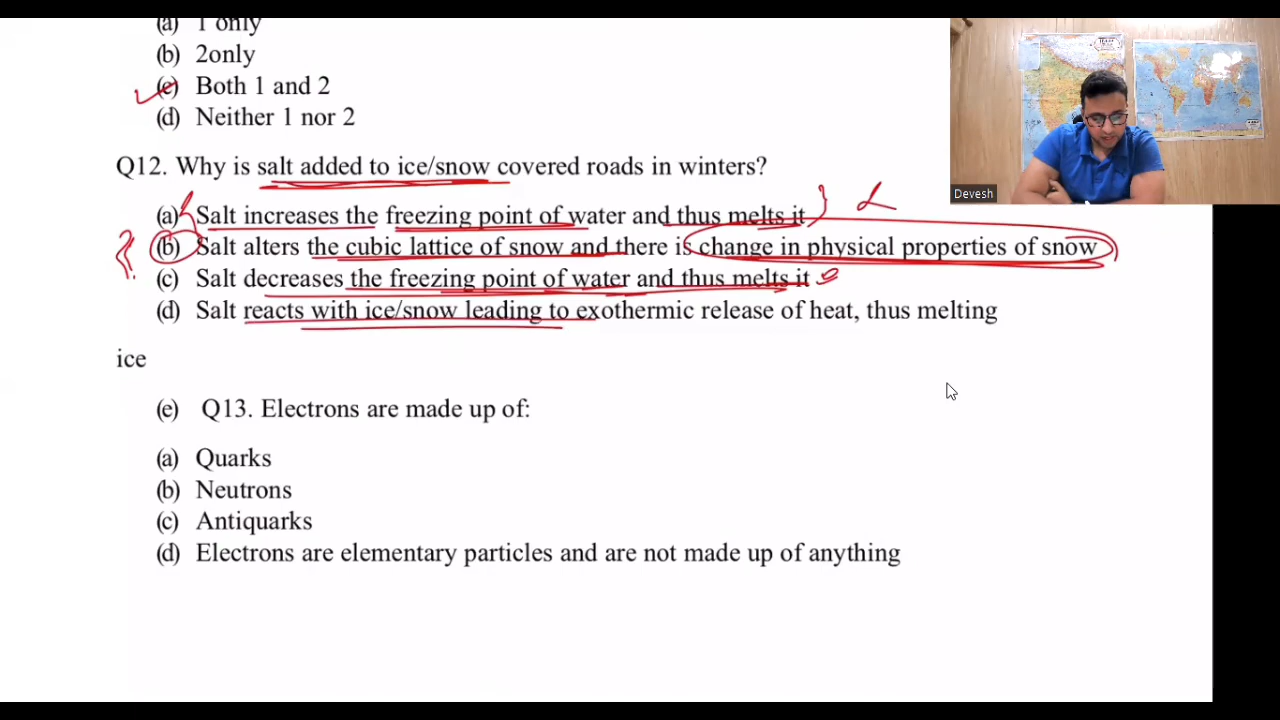 (a) 1 only
(b) 2only
(c) Both 1 and 2
(d) Neither 1 nor 2
Q12. Why is salt added to ice/snow covered roads in winters?
(a) Salt increases the freezing point of water and thus melts it
(b) Salt alters the cubic lattice of snow and there is change in physical properties of snow
(c) Salt decreases the freezing point of water and thus melts it
(d) Salt reacts with ice/snow leading to exothermic release of heat, thus melting
ice
(e) Q13. Electrons are made up of:
(a) Quarks
(b) Neutrons
(c) Antiquarks
(d) Electrons are elementary particles and are not made up of anything
Devesh